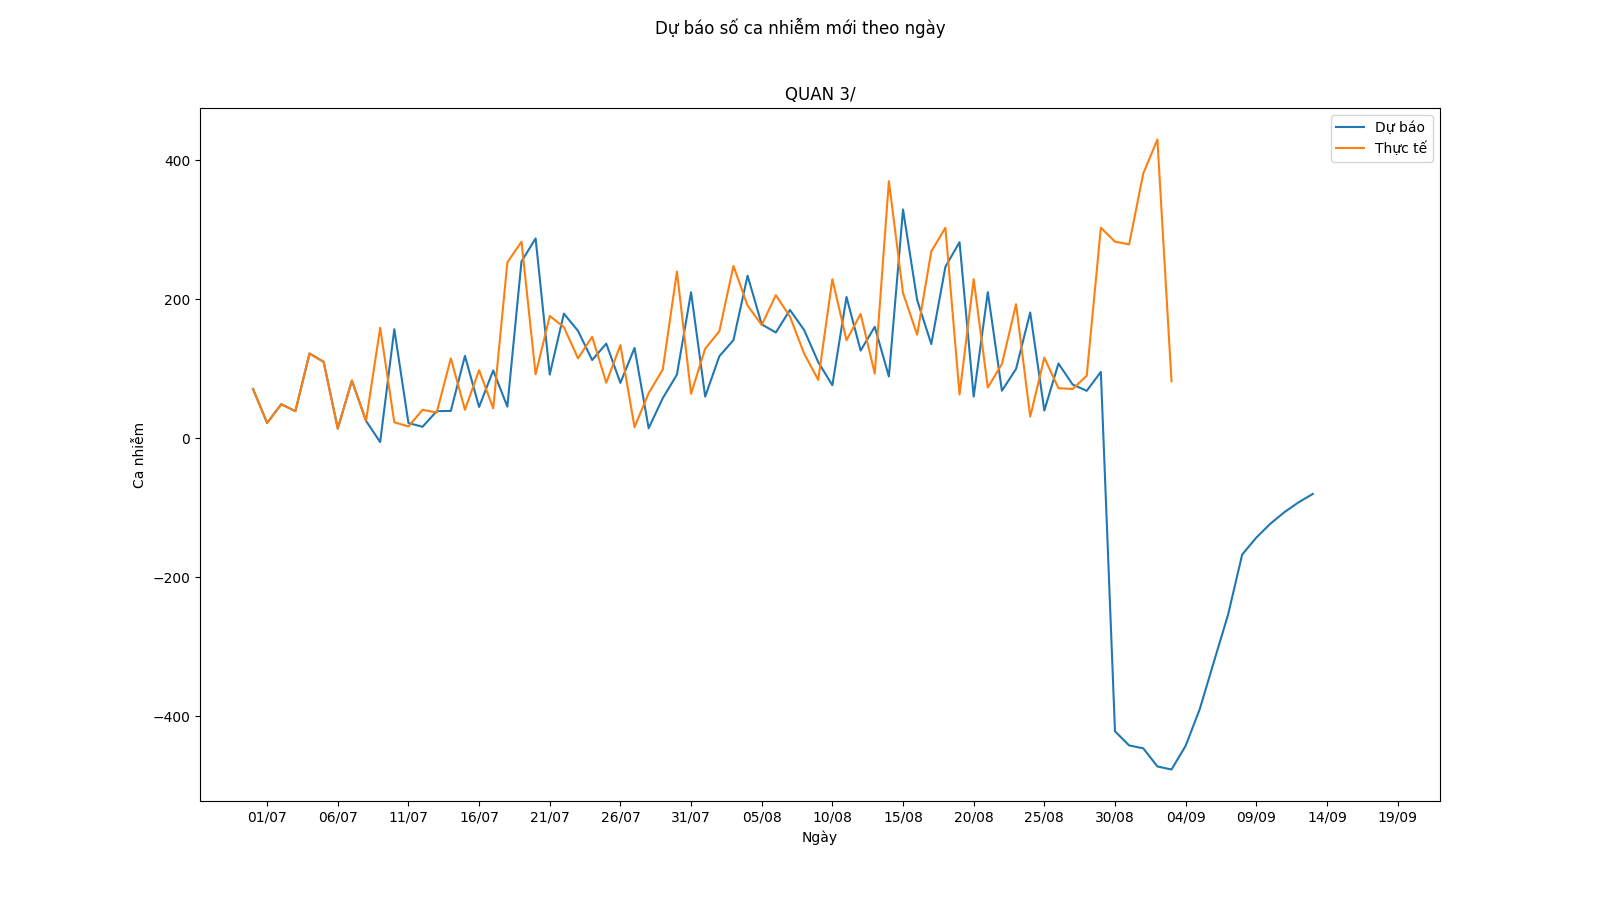 Dự báo số ca nhiễm mới theo ngày
QUAN 3/
Dự báo
Thực tế
400
200
0
−200
−400
Ca nhiễm
01/07 06/07 11/07 16/07 21/07 26/07 31/07 05/08 10/08 15/08 20/08 25/08 30/08 04/09 09/09 14/09 19/09
Ngày